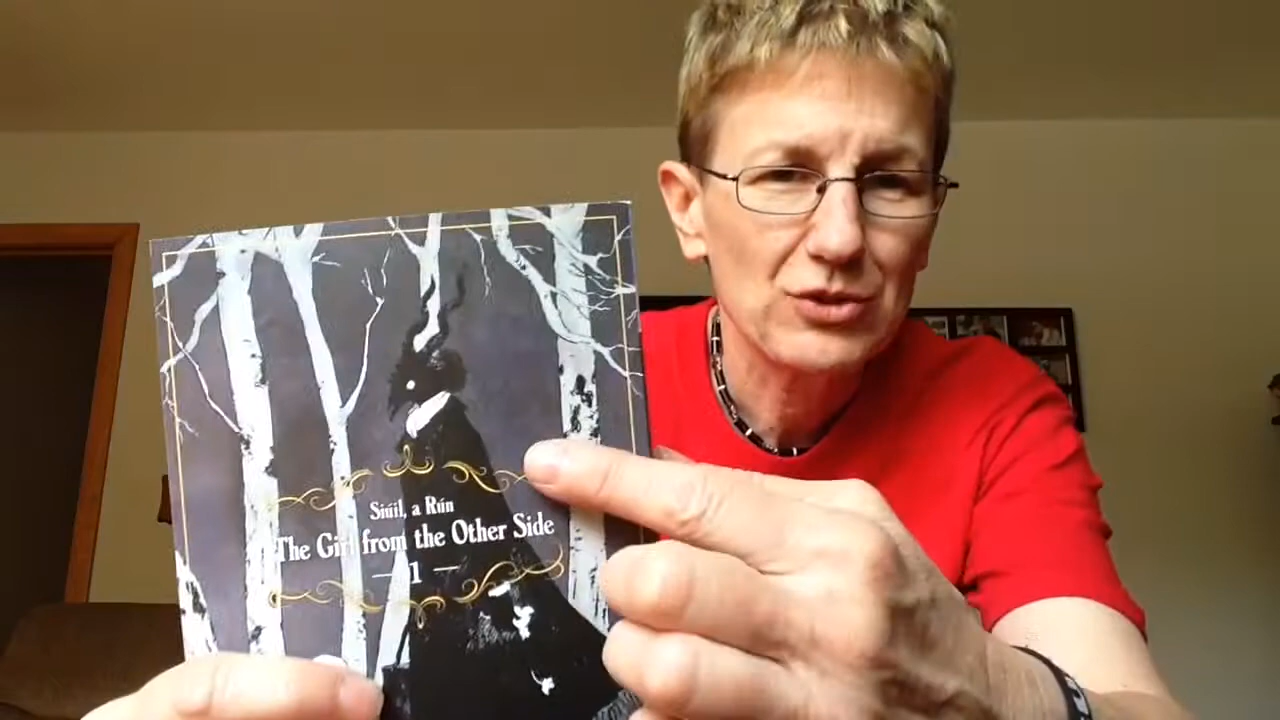 Siúil, a Rún
The Girl from the Other Side
1